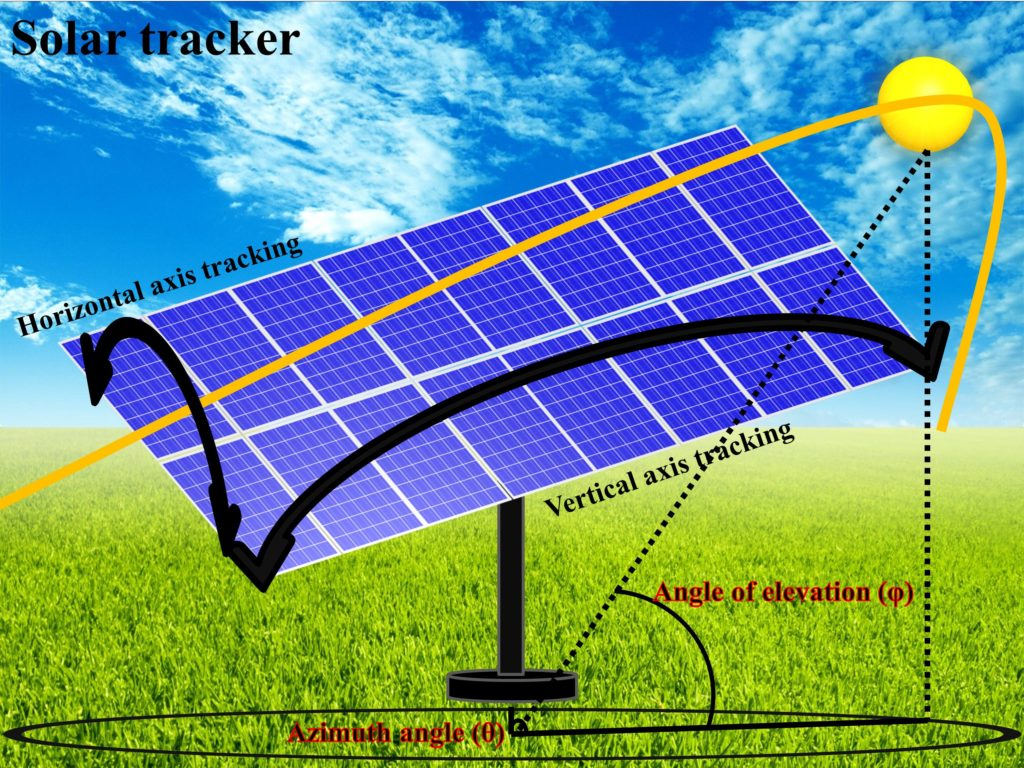 Solar tracker
Horizontal axis tracking
Vertical axis tracking
Angle of elevation (φ)
Azimuth angle (θ)